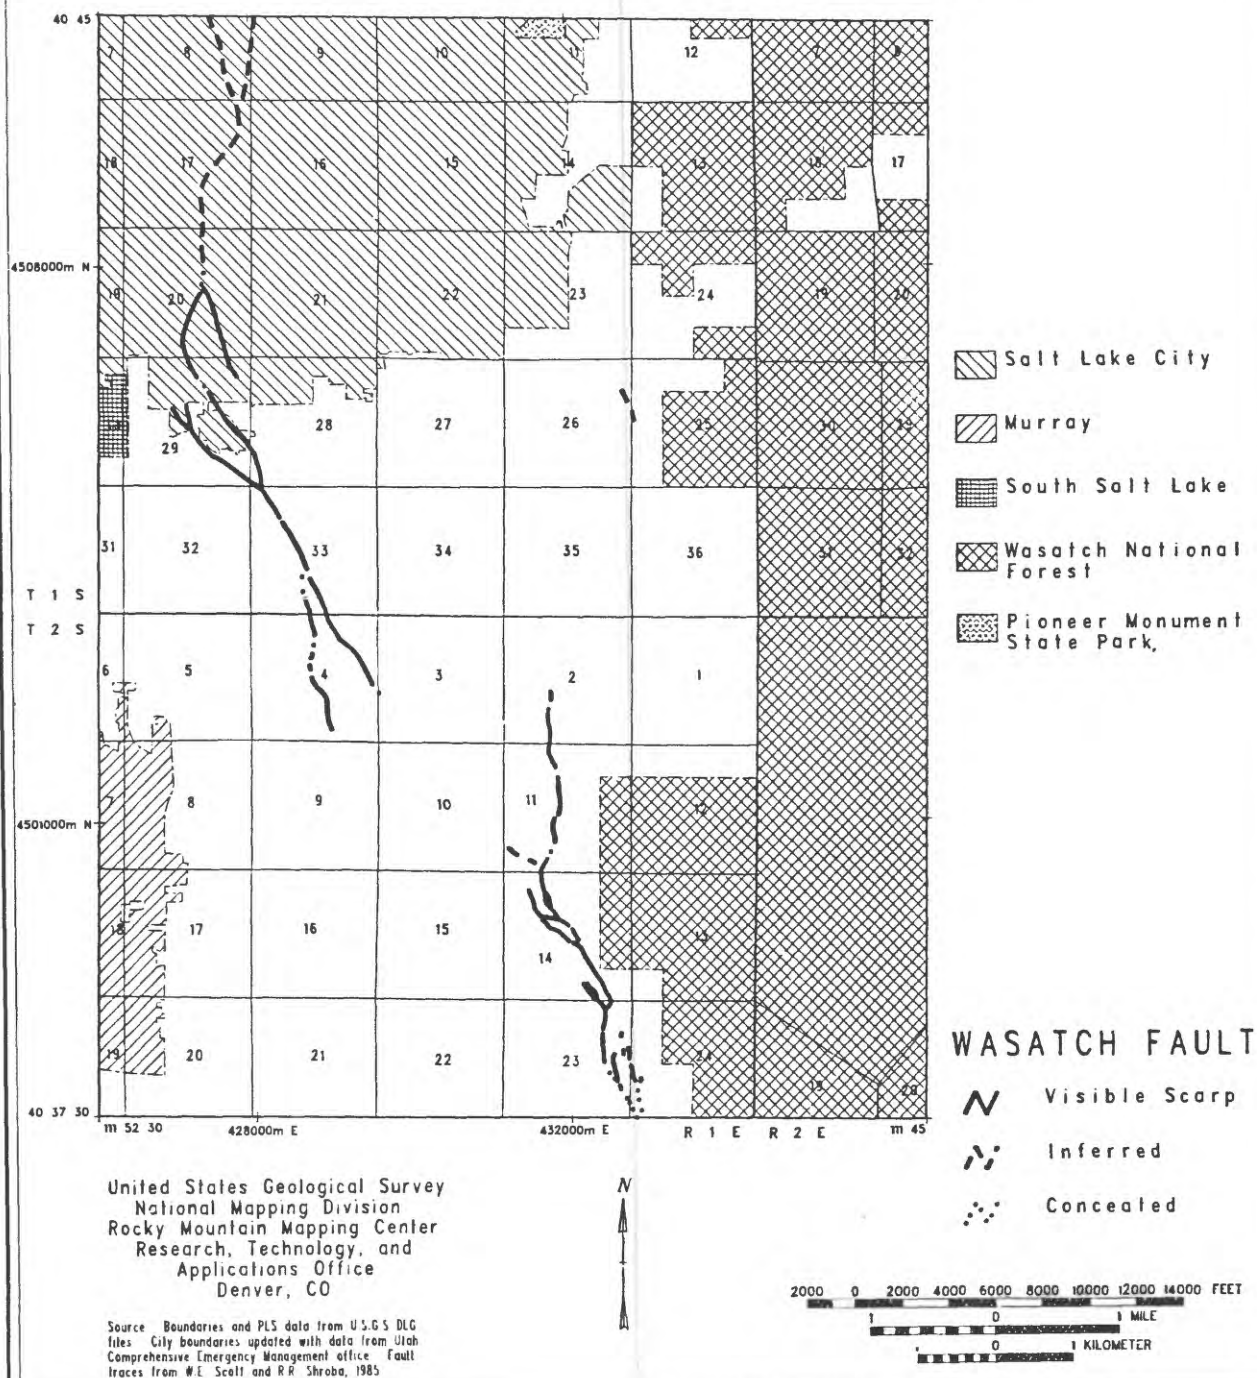 40 45
7 8 9 10 11 12 7 8
18 17 16 15 14 13 18 17
4508000m N
19 20 21 22 23 24 19 20
29 28 27 26 25 30 29
31 32 33 34 35 36 31 32
T 1 S
T 2 S
6 5 4 3 2 1
7 8 9 10 11 12
4501000m N
18 17 16 15 14 13
19 20 21 22 23 24 19 20
40 37 30
m 52 30 428000m E 432000m E R 1 E R 2 E m 45
Salt Lake City
Murray
South Salt Lake
Wasatch National
Forest
Pioneer Monument
State Park,
WASATCH FAULT
Visible Scarp
Inferred
Concealed
United States Geological Survey
National Mapping Division
Rocky Mountain Mapping Center
Research, Technology, and
Applications Office
Denver, CO
N
2000 0 2000 4000 6000 8000 10000 12000 14000 FEET
1 0 1 MILE
0 1 KILOMETER
Source Boundaries and PLS data from U.S.G.S DLG
files City boundaries updated with data from Utah
Comprehensive Emergency Management office Fault
traces from W.E. Scott and R.R. Shroba, 1985